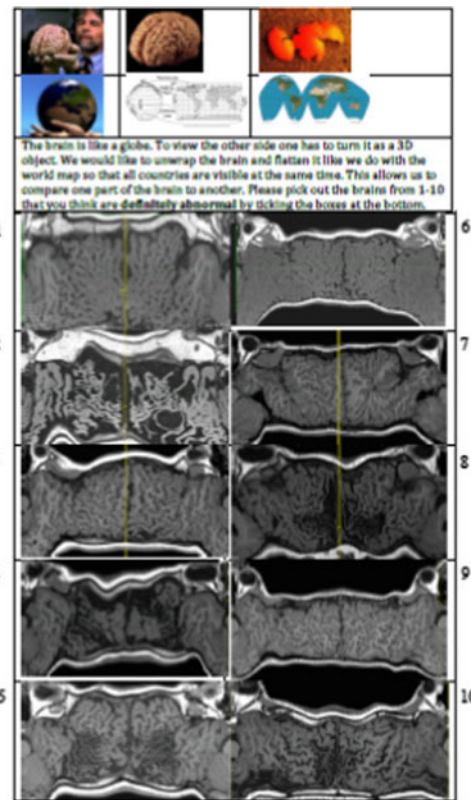 The brain is like a globe. To view the other side one has to turn it as a 3D
object. We would like to unwrap the brain and flatten it like we do with the
world map so that all countries are visible at the same time. This allows us to
compare one part of the brain to another. Please pick out the brains from 1-10
that you think are definitely abnormal by ticking the boxes at the bottom.
6
7
8
9
5
10